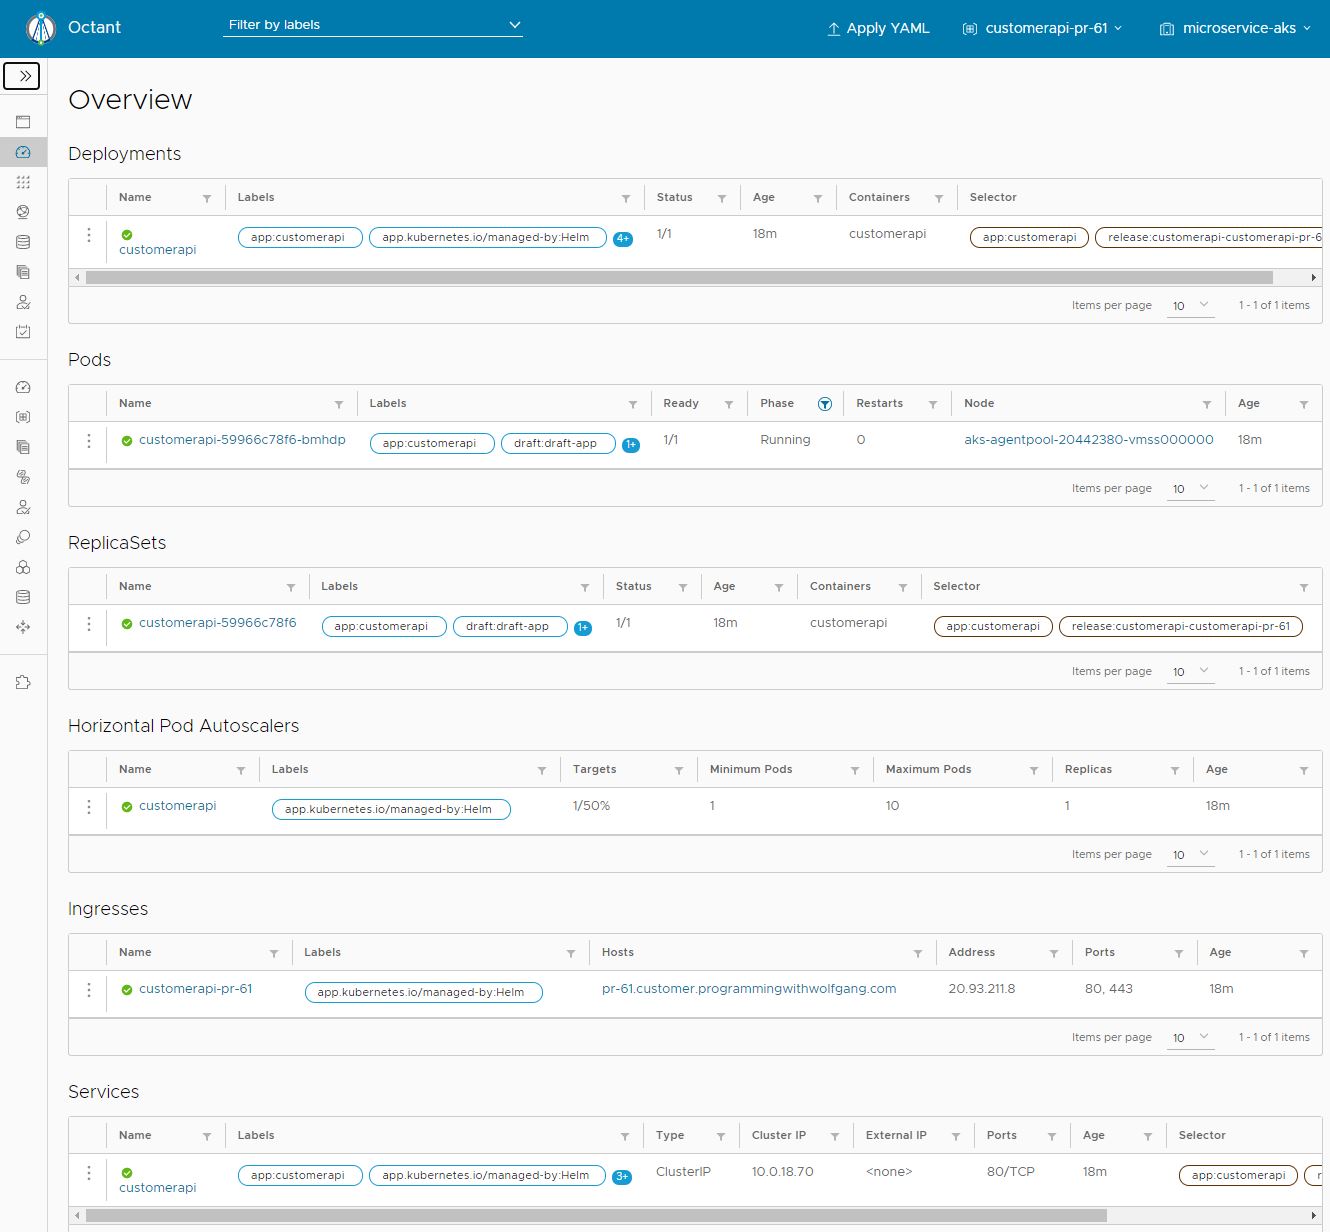 Octant
Filter by labels
Apply YAML
customerapi-pr-61
microservice-aks
Overview
Deployments
Name Labels Status Age Containers Selector
customerapi app:customerapi app.kubernetes.io/managed-by:Helm 4+ 1/1 18m customerapi app:customerapi release:customerapi-customerapi-pr-6
Items per page 10 1 - 1 of 1 items
Pods
Name Labels Ready Phase Restarts Node Age
customerapi-59966c78f6-bmhdp app:customerapi draft:draft-app 1+ 1/1 Running 0 aks-agentpool-20442380-vmss000000 18m
Items per page 10 1 - 1 of 1 items
ReplicaSets
Name Labels Status Age Containers Selector
customerapi-59966c78f6 app:customerapi draft:draft-app 1+ 1/1 18m customerapi app:customerapi release:customerapi-customerapi-pr-61
Items per page 10 1 - 1 of 1 items
Horizontal Pod Autoscalers
Name Labels Targets Minimum Pods Maximum Pods Replicas Age
customerapi app.kubernetes.io/managed-by:Helm 1/50% 1 10 1 18m
Items per page 10 1 - 1 of 1 items
Ingresses
Name Labels Hosts Address Ports Age
customerapi-pr-61 app.kubernetes.io/managed-by:Helm pr-61.customer.programmingwithwolfgang.com 20.93.211.8 80, 443 18m
Items per page 10 1 - 1 of 1 items
Services
Name Labels Type Cluster IP External IP Ports Age Selector
customerapi app:customerapi app.kubernetes.io/managed-by:Helm 3+ ClusterIP 10.0.18.70 <none> 80/TCP 18m app:customerapi r